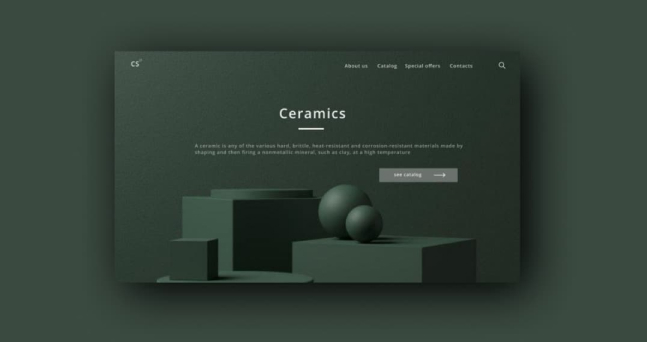 CS
About us
Catalog
Special offers
Contacts
Ceramics
A ceramic is any of the various hard, brittle, heat-resistant and corrosion-resistant materials made by
shaping and then firing a nonmetallic mineral, such as clay, at a high temperature
see catalog